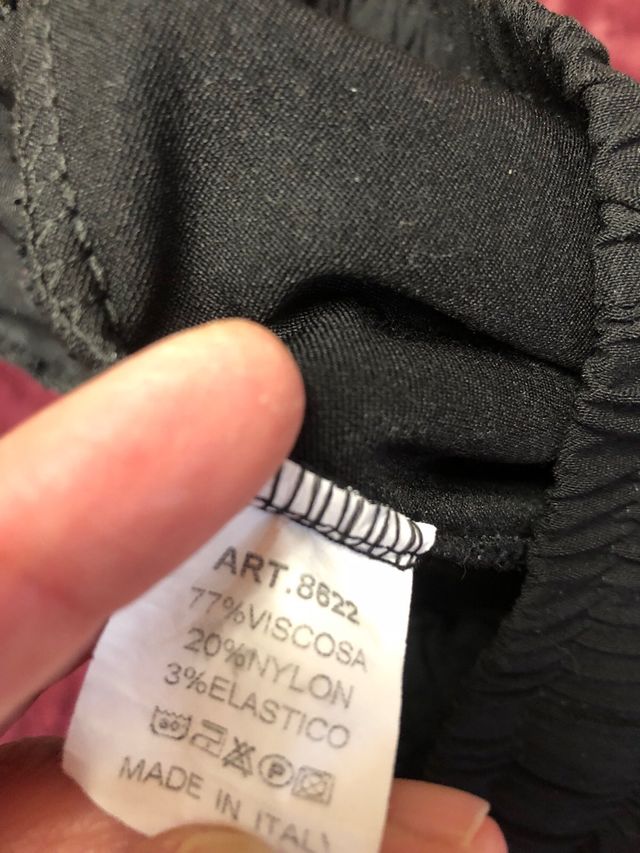 ART.8622
77%VISCOSA
20%NYLON
3%ELASTICO
P
MADE IN ITALY